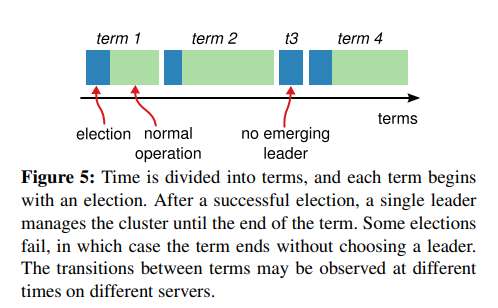 term 1 term 2 t3 term 4
terms
election normal operation no emerging leader
Figure 5: Time is divided into terms, and each term begins
with an election. After a successful election, a single leader
manages the cluster until the end of the term. Some elections
fail, in which case the term ends without choosing a leader.
The transitions between terms may be observed at different
times on different servers.